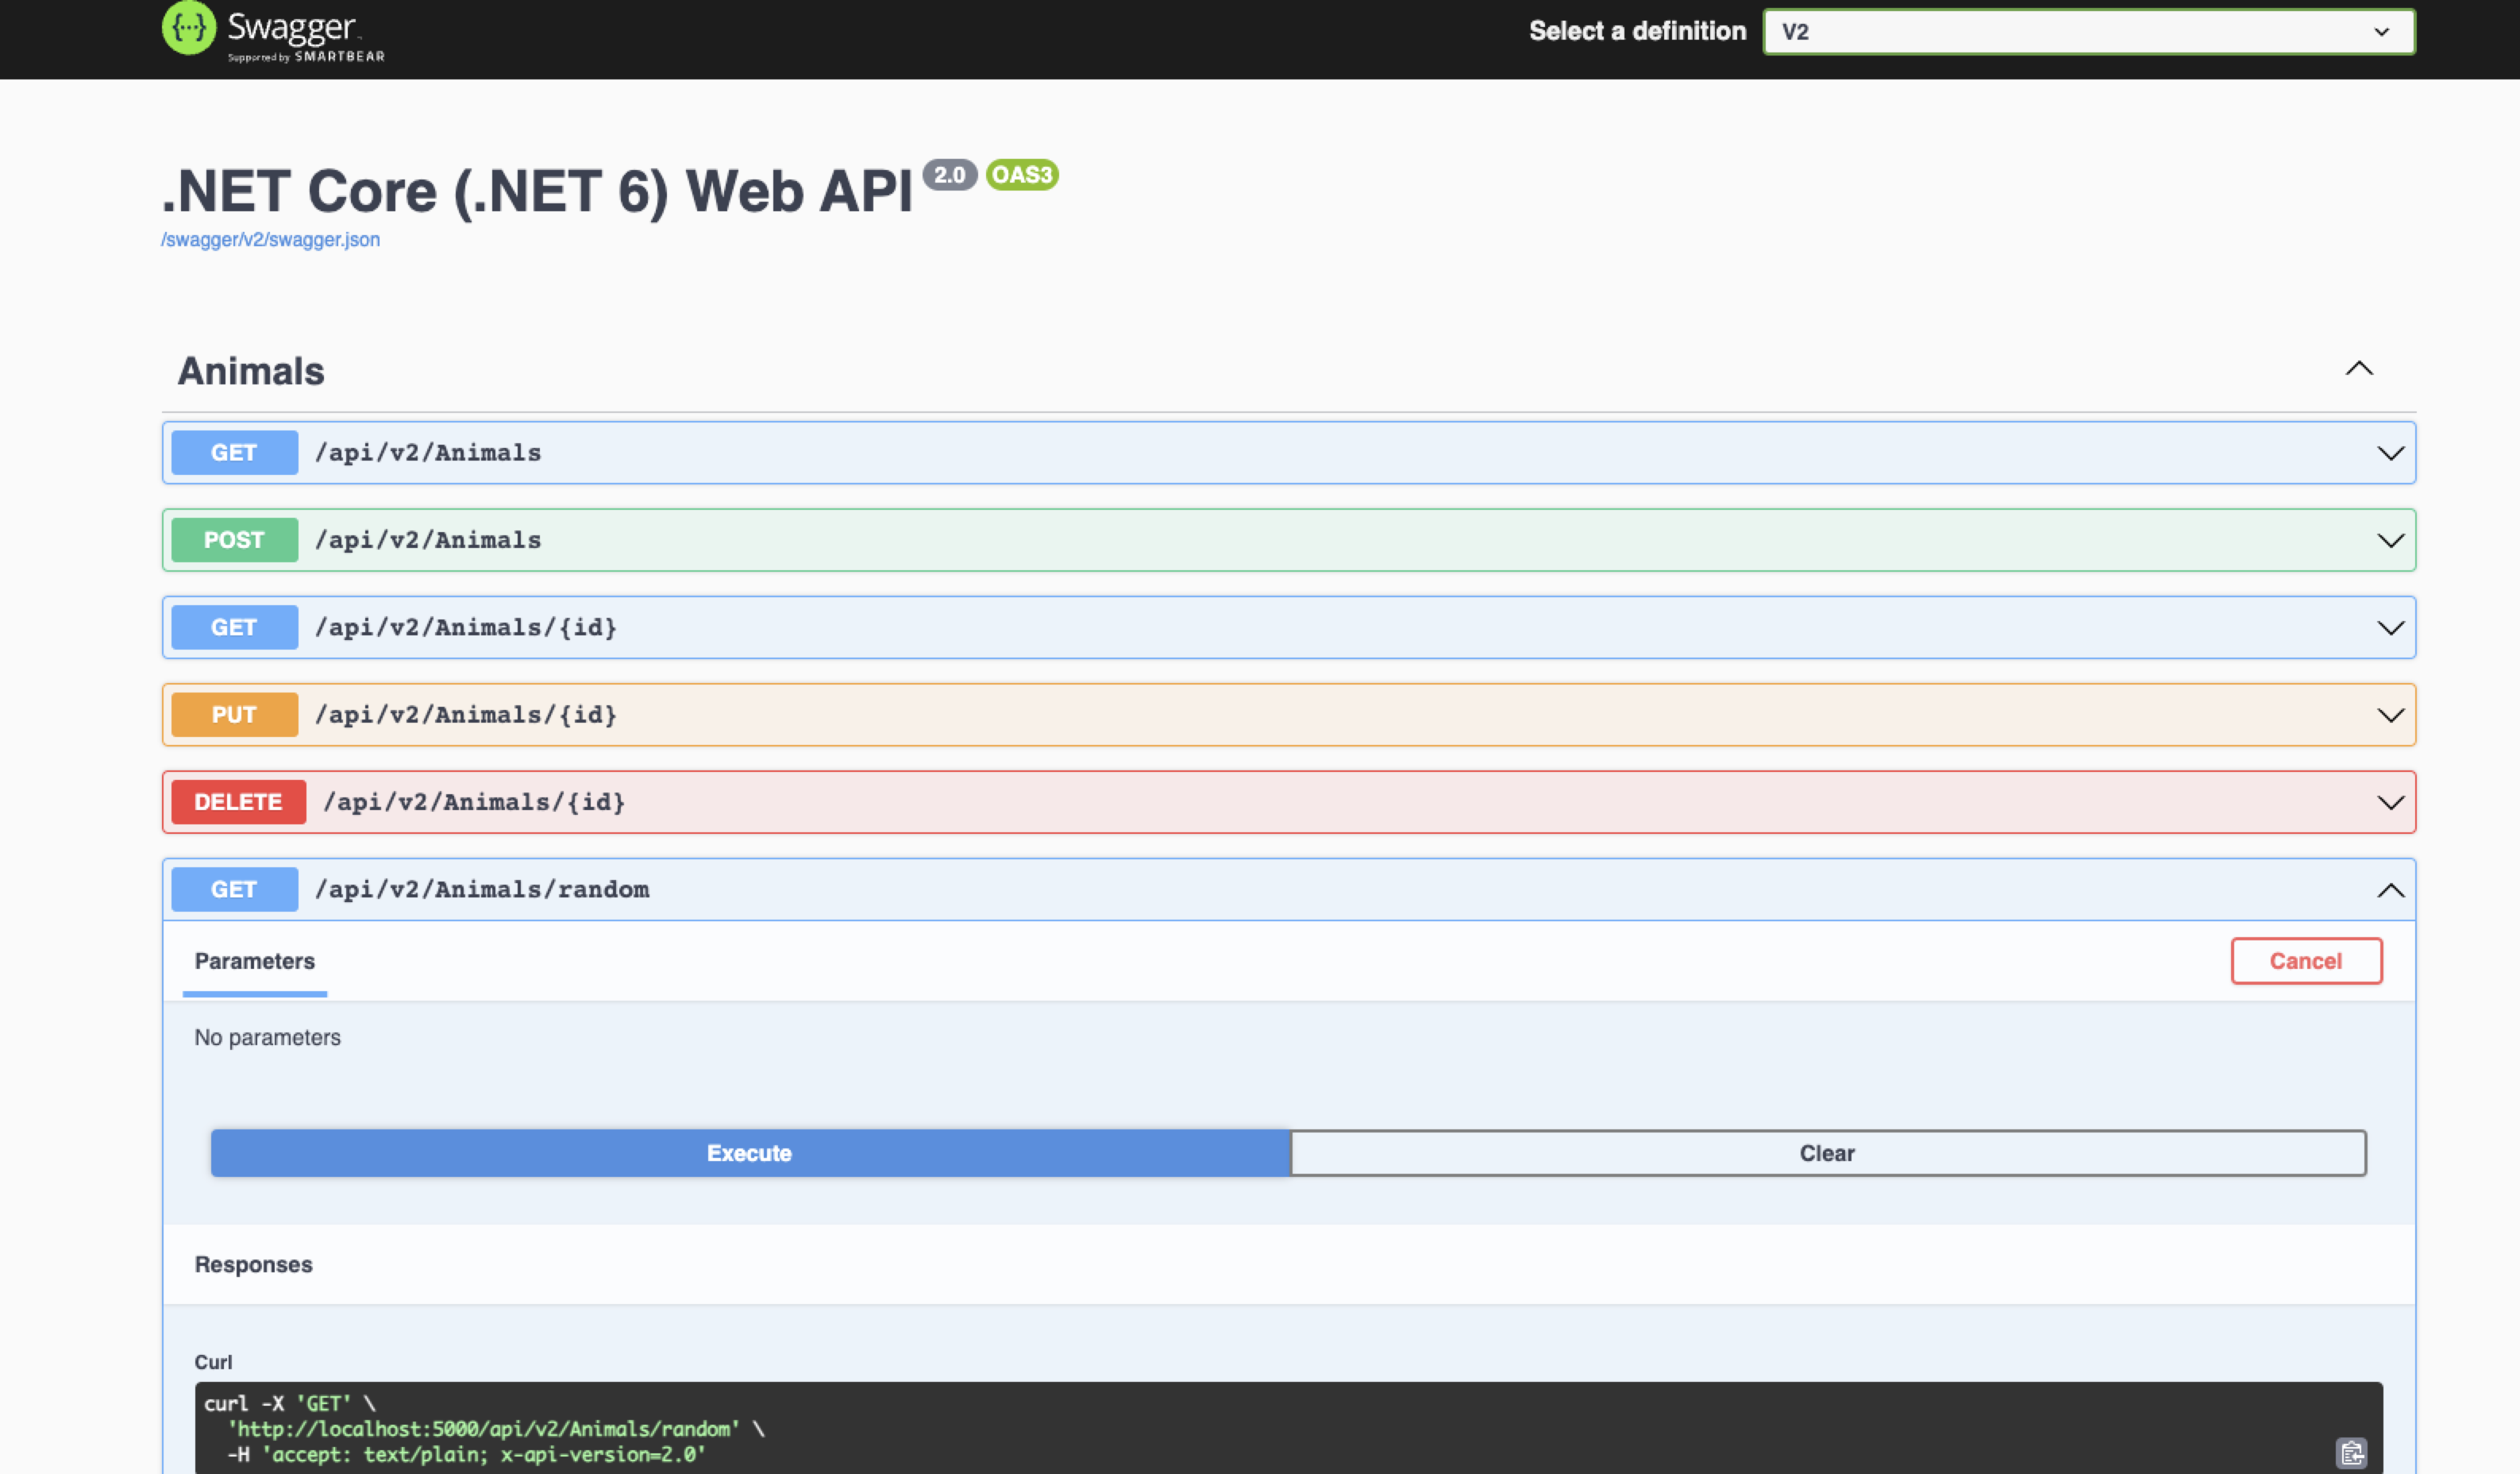 Swagger
Supported by SMARTBEAR
Select a definition
V2
.NET Core (.NET 6) Web API 2.0 OAS3
/swagger/v2/swagger.json
Animals
GET /api/v2/Animals
POST /api/v2/Animals
GET /api/v2/Animals/{id}
PUT /api/v2/Animals/{id}
DELETE /api/v2/Animals/{id}
GET /api/v2/Animals/random
Parameters
Cancel
No parameters
Execute
Clear
Responses
Curl
curl -X 'GET' \
'http://localhost:5000/api/v2/Animals/random' \
-H 'accept: text/plain; x-api-version=2.0'